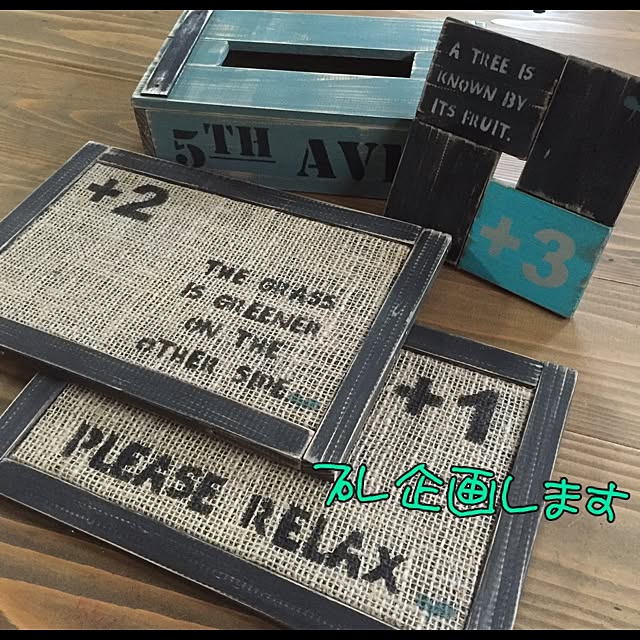 5TH AVE
A TREE IS
KNOWN BY
ITS FRUIT.
+3
+2
THE GRASS
IS GREENER
ON THE
OTHER SIDE
+1
PLEASE RELAX
プレ企画します